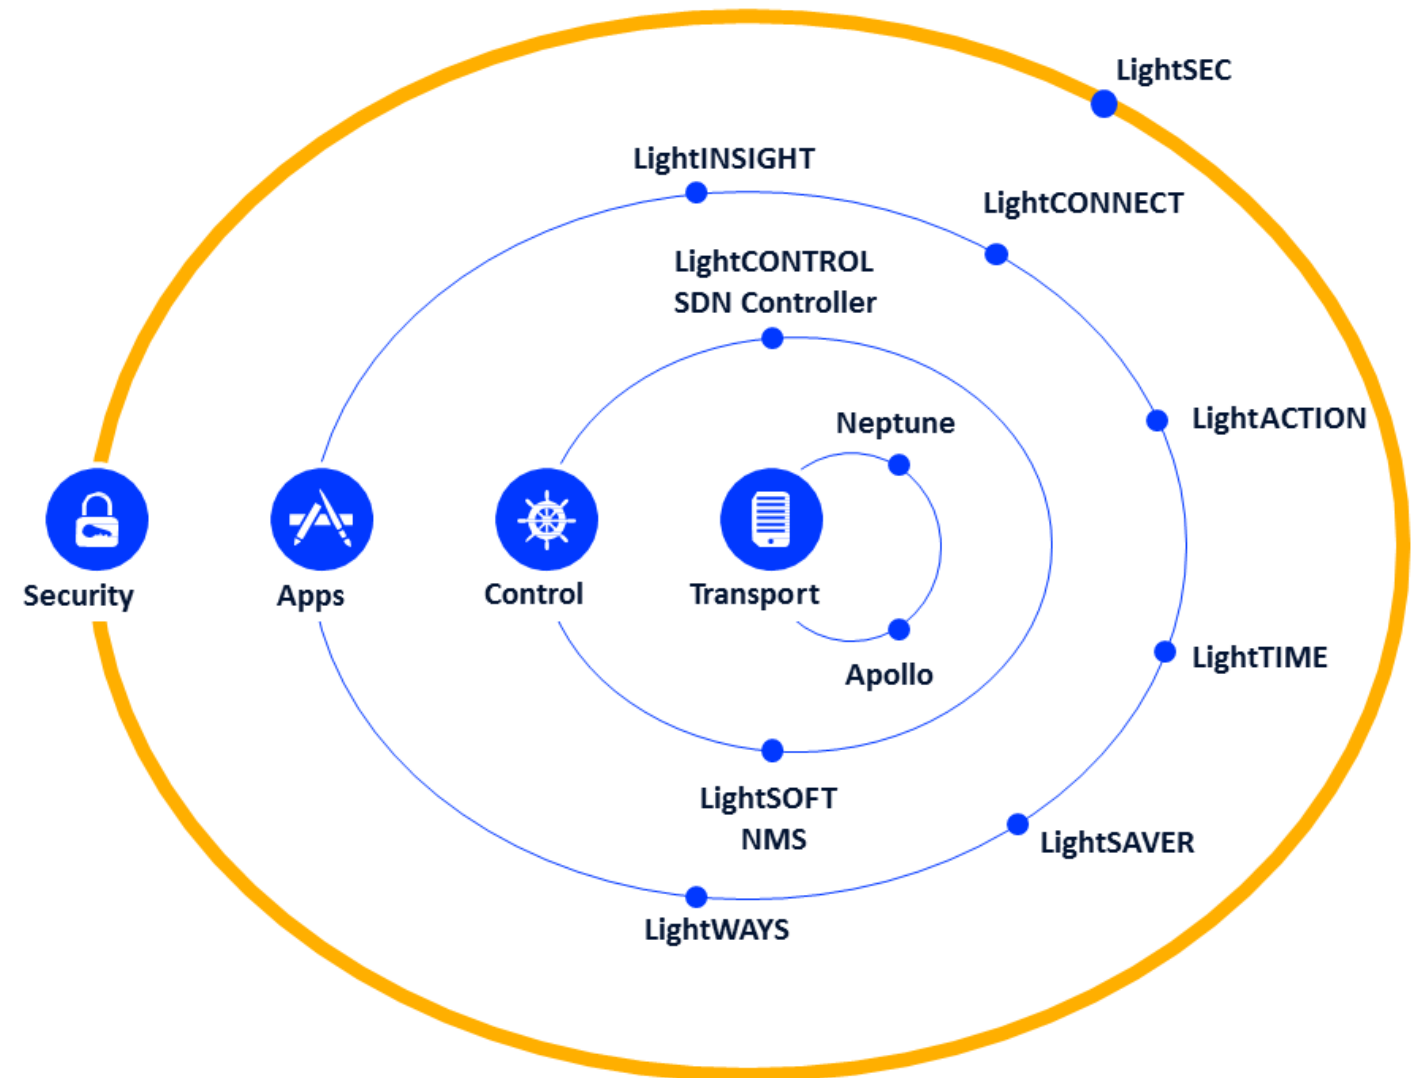 LightSEC
LightINSIGHT
LightCONNECT
LightCONTROL
SDN Controller
LightACTION
Neptune
Security
Apps
Control
Transport
LightTIME
Apollo
LightSOFT
NMS
LightSAVER
LightWAYS